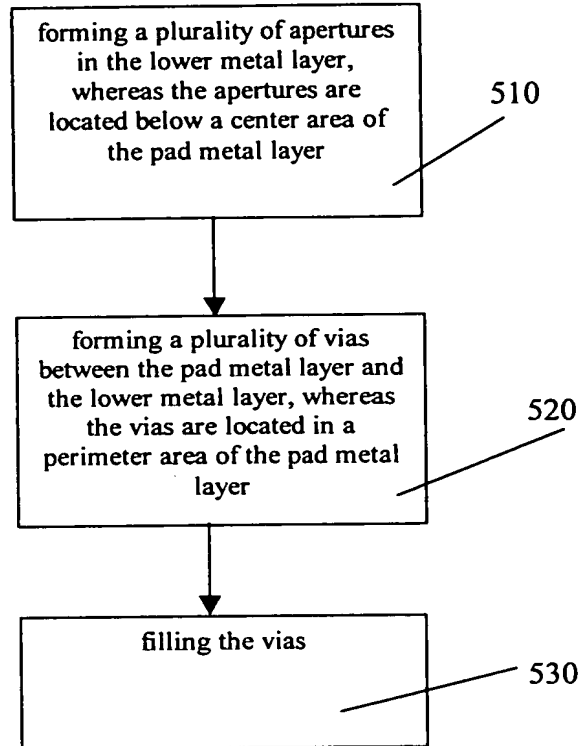 forming a plurality of apertures
in the lower metal layer,
whereas the apertures are
located below a center area of
the pad metal layer
510
forming a plurality of vias
between the pad metal layer and
the lower metal layer, whereas
the vias are located in a
perimeter area of the pad metal
layer
520
filling the vias
530